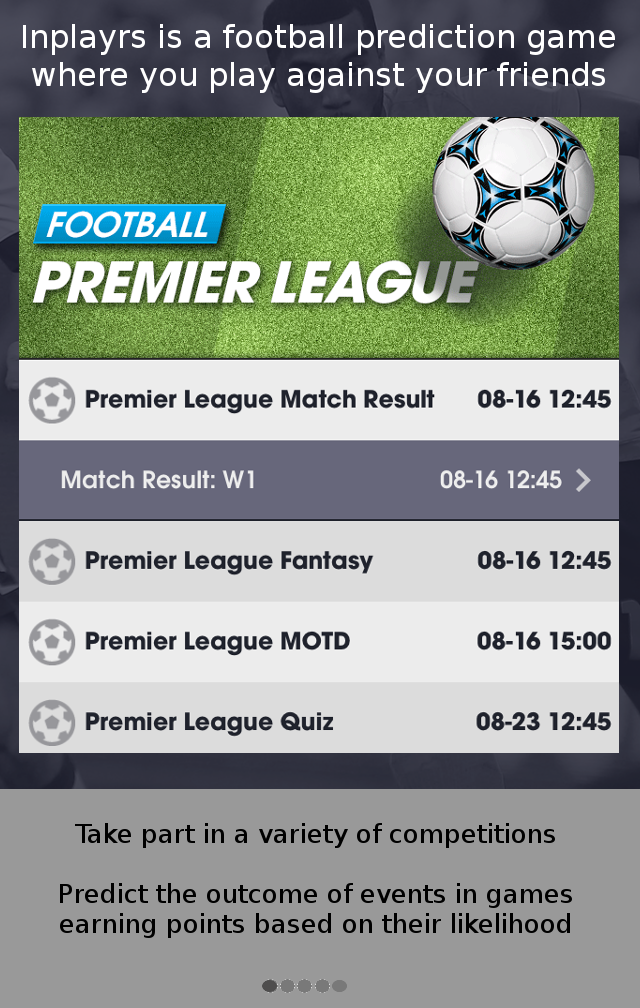 Inplayrs is a football prediction game
where you play against your friends
FOOTBALL
PREMIER LEAGUE
Premier League Match Result 08-16 12:45
Match Result: W1 08-16 12:45
Premier League Fantasy 08-16 12:45
Premier League MOTD 08-16 15:00
Premier League Quiz 08-23 12:45
Take part in a variety of competitions
Predict the outcome of events in games
earning points based on their likelihood